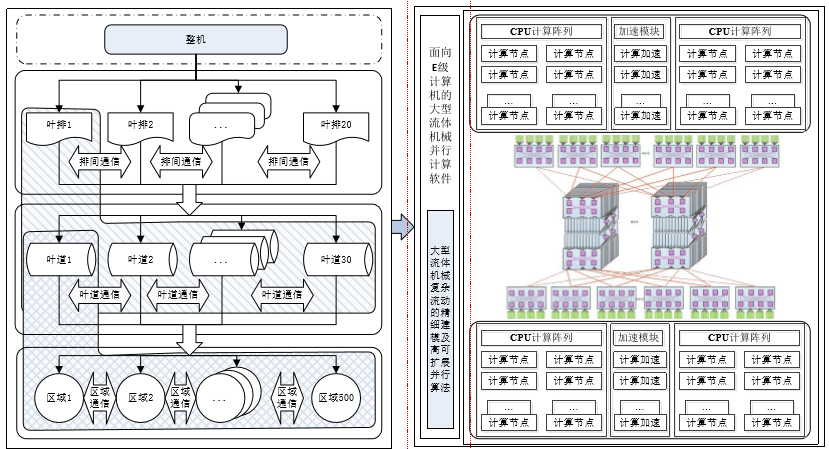 整机
叶排1
叶排2
...
叶排20
排间通信
排间通信
排间通信
叶道1
叶道2
...
叶道30
叶道通信
叶道通信
叶道通信
区域1
区域
通信
区域2
区域
通信
...
区域
通信
区域500
面向
E级
计算
机的
大型
流体
机械
并行
计算
软件
大型
流体
机械
复杂
流动
的精
细建
模及
高可
扩展
并行
算法
CPU计算阵列
加速模块
CPU计算阵列
计算节点
计算节点
计算加速
计算节点
计算节点
计算节点
计算节点
计算加速
计算节点
计算节点
...
...
...
...
...
计算节点
计算节点
计算加速
计算节点
计算节点
CPU计算阵列
加速模块
CPU计算阵列
计算节点
计算节点
计算加速
计算节点
计算节点
计算节点
计算节点
计算加速
计算节点
计算节点
...
...
...
...
...
计算节点
计算节点
计算加速
计算节点
计算节点